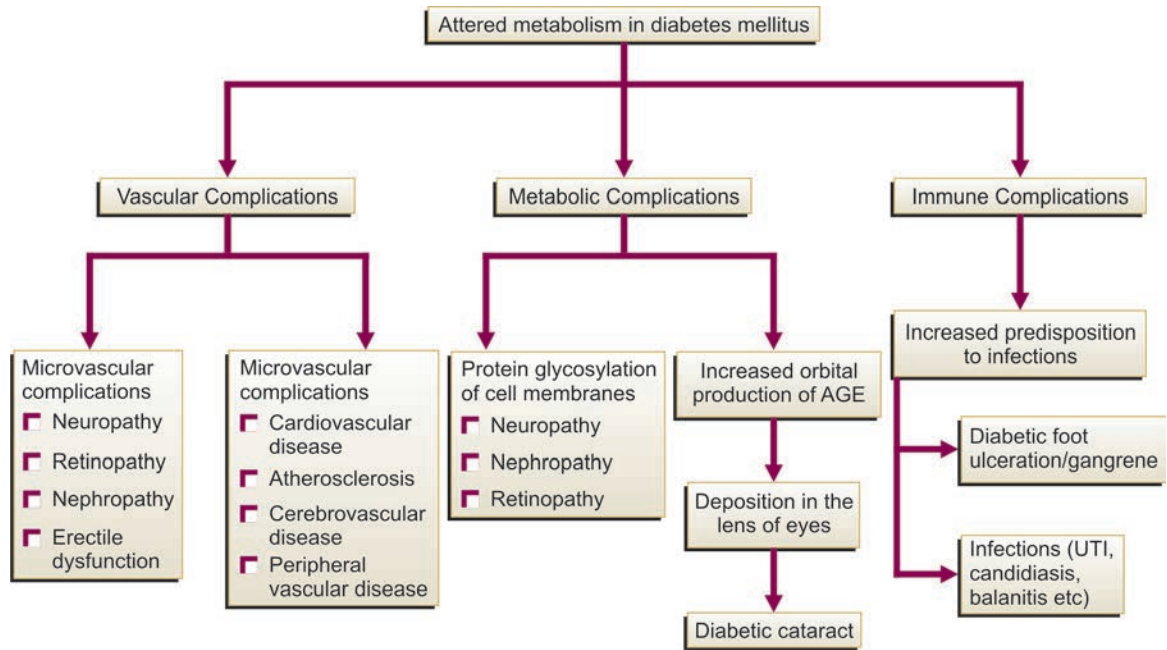 Attered metabolism in diabetes mellitus
Vascular Complications
Metabolic Complications
Immune Complications
Microvascular
complications
Neuropathy
Retinopathy
Nephropathy
Erectile
dysfunction
Microvascular
complications
Cardiovascular
disease
Atherosclerosis
Cerebrovascular
disease
Peripheral
vascular disease
Protein glycosylation
of cell membranes
Neuropathy
Nephropathy
Retinopathy
Increased orbital
production of AGE
Deposition in the
lens of eyes
Diabetic cataract
Increased predisposition
to infections
Diabetic foot
ulceration/gangrene
Infections (UTI,
candidiasis,
balanitis etc)